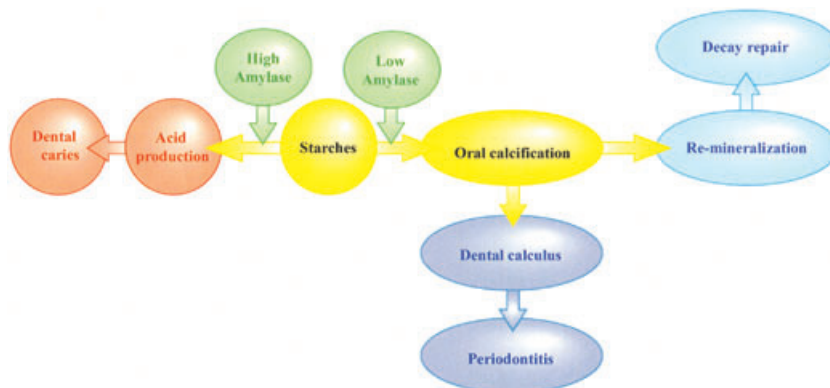 Decay repair
High
Amylase
Low
Amylase
Dental
caries
Acid
production
Starches
Oral calcification
Re-mineralization
Dental calculus
Periodontitis